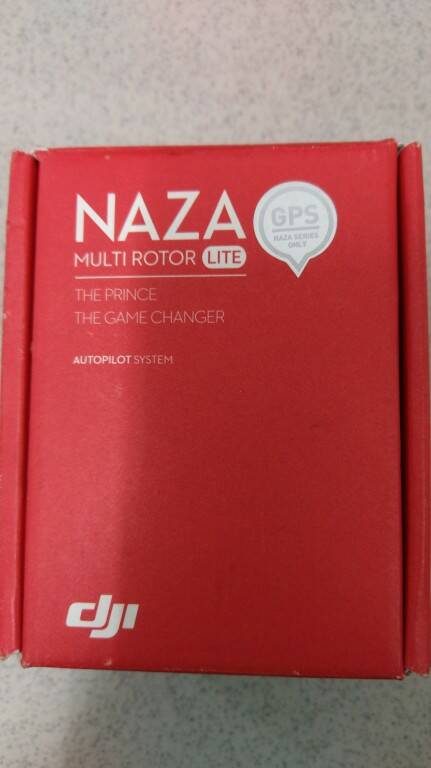 NAZA
MULTI ROTOR LITE
GPS
NAZA SERIES
ONLY
THE PRINCE
THE GAME CHANGER
AUTOPILOT SYSTEM
dji